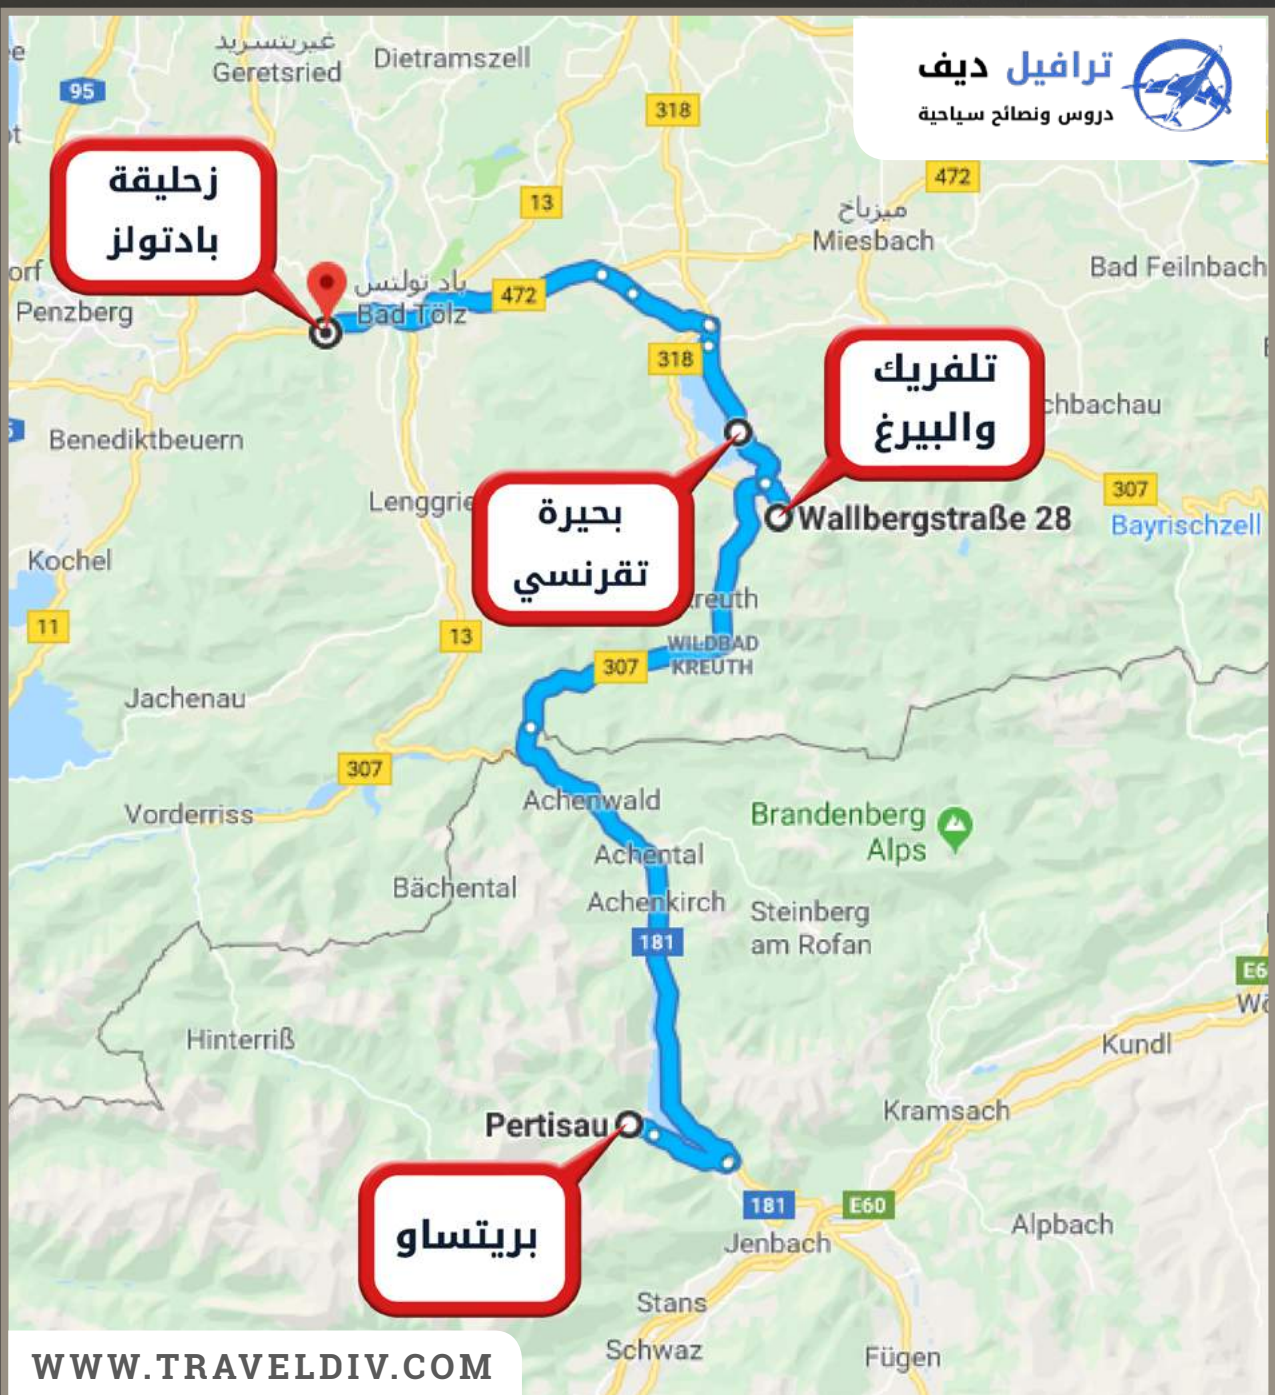 غيريتسريد
Geretsried
Dietramszell
95
318
ترافيل ديف
دروس ونصائح سياحية
472
13
ميزباخ
Miesbach
زحليقة
بادتولز
Bad Feilnbach
Penzberg
باد تولتس
Bad Tölz
472
318
تلفريك
والبيرغ
chbachau
Benediktbeuern
307
Lenggrie
بحيرة
تقرنسي
Wallbergstraße 28
Bayrischzell
Kochel
reuth
11
13
WILDBAD
KREUTH
307
Jachenau
307
Vorderriss
Achenwald
Brandenberg
Alps
Achental
Bächental
Achenkirch
Steinberg
am Rofan
181
E6
Wö
Hinterriß
Kundl
Kramsach
Pertisau
بريتساو
181
E60
Jenbach
Alpbach
Stans
Schwaz
Fügen
WWW.TRAVELDIV.COM